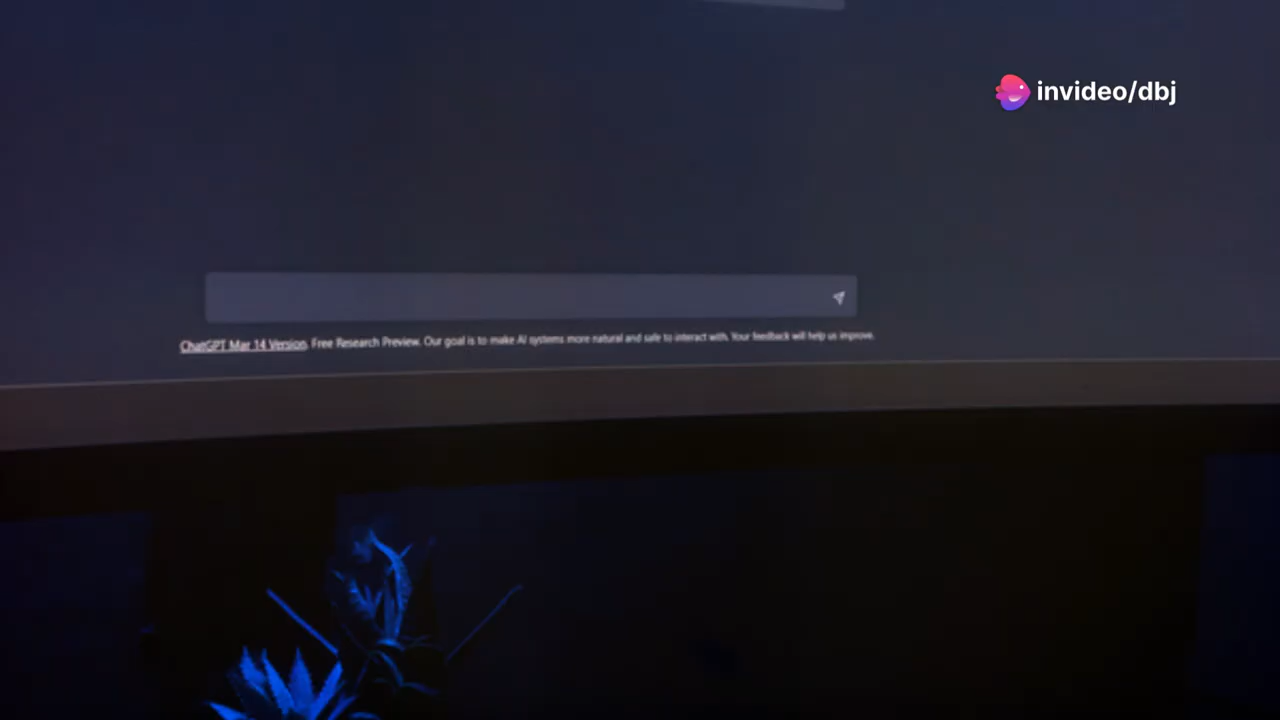 invideo/dbj
ChatGPT Mar 14 Version. Free Research Preview. Our goal is to make AI systems more natural and safe to interact with. Your feedback will help us improve.